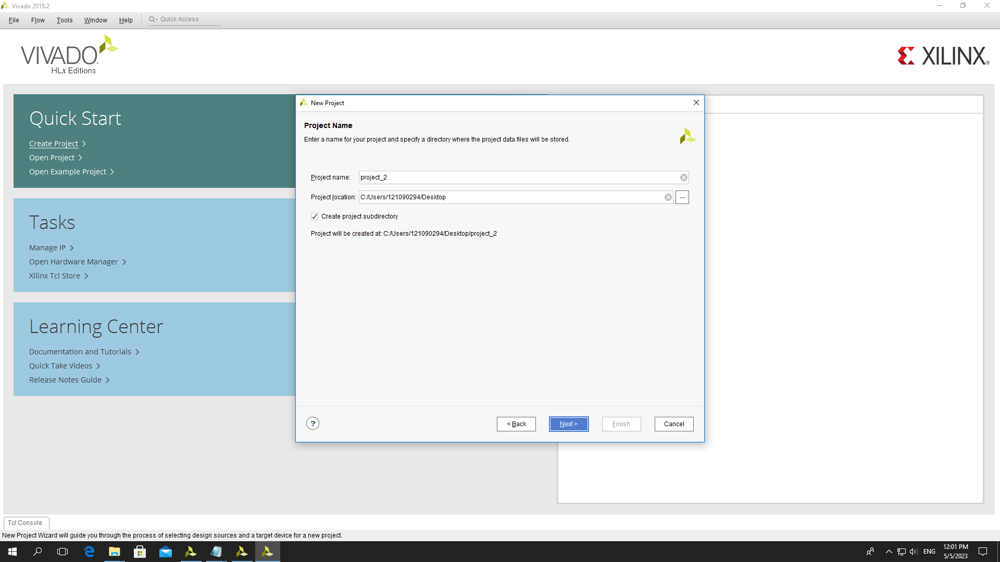 Vivado 2018.2
File Flow Tools Window Help Quick Access
VIVADO
HLx Editions
XILINX®
Quick Start
Create Project
Open Project
Open Example Project
Tasks
Manage IP
Open Hardware Manager
Xilinx Tcl Store
Learning Center
Documentation and Tutorials
Quick Take Videos
Release Notes Guide
New Project
Project Name
Enter a name for your project and specify a directory where the project data files will be stored.
Project name: project_2
Project location: C:/Users/121090294/Desktop ...
Create project subdirectory
Project will be created at: C:/Users/121090294/Desktop/project_2
? < Back Next > Finish Cancel
Tcl Console
New Project Wizard will guide you through the process of selecting design sources and a target device for a new project.
ENG
12:01 PM
5/5/2023